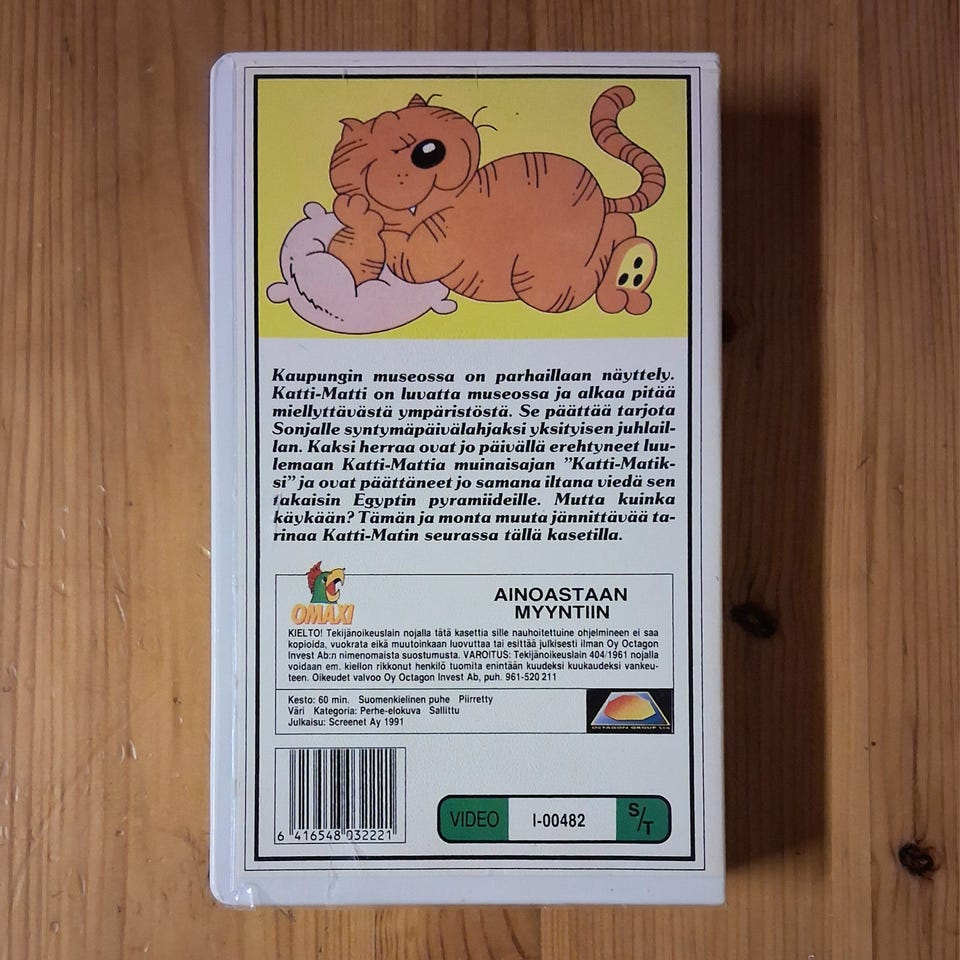 Kaupungin museossa on parhaillaan näyttely.
Katti-Matti on luvatta museossa ja alkaa pitää
miellyttävästä ympäristöstä. Se päättää tarjota
Sonjalle syntymäpäivälahjaksi yksityisen juhlail-
lan. Kaksi herraa ovat jo päivällä erehtyneet luu-
lemaan Katti-Mattia muinaisajan ”Katti-Matik-
si” ja ovat päättäneet jo samana iltana viedä sen
takaisin Egyptin pyramiideille. Mutta kuinka
käykään? Tämän ja monta muuta jännittävää ta-
rinaa Katti-Matin seurassa tällä kasetilla.
OMAXI
AINOASTAAN
MYYNTIIN
KIELTO! Tekijänoikeuslain nojalla tätä kasettia sille nauhoitettuine ohjelmineen ei saa
kopioida, vuokrata eikä muutoinkaan luovuttaa tai esittää julkisesti ilman Oy Octagon
Invest Ab:n nimenomaista suostumusta. VAROITUS: Tekijänoikeuslain 404/1961 nojalla
voidaan em. kiellon rikkonut henkilö tuomita enintään kuudeksi kuukaudeksi vankeu-
teen. Oikeudet valvoo Oy Octagon Invest Ab, puh. 961-520 211
Kesto: 60 min. Suomenkielinen puhe Piirretty
Väri Kategoria: Perhe-elokuva Sallittu
Julkaisu: Screenet Ay 1991
OCTAGON GROUP
6 416548 032221
VIDEO I-00482 S/T